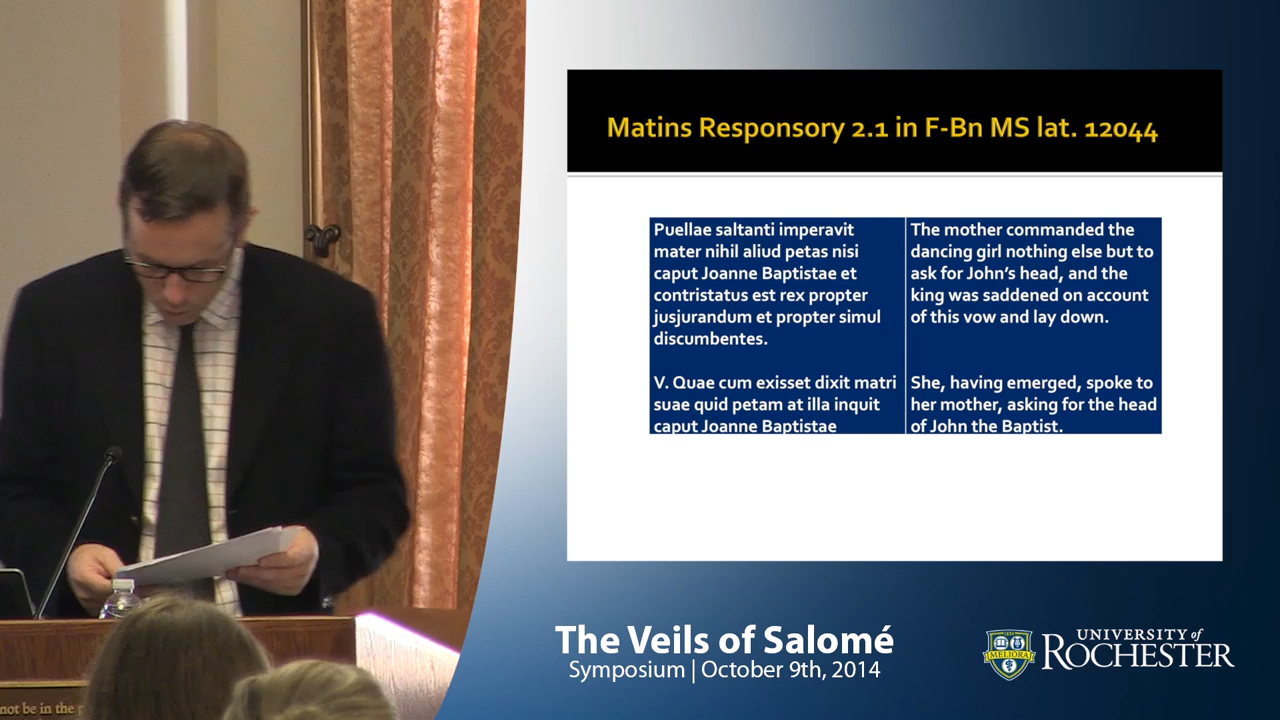 Matins Responsory 2.1 in F-Bn MS lat. 12044
Puellae saltanti imperavit
mater nihil aliud petas nisi
caput Joanne Baptistae et
contristatus est rex propter
jusjurandum et propter simul
discumbentes.
V. Quae cum exisset dixit matri
suae quid petam at illa inquit
caput Joanne Baptistae
The mother commanded the
dancing girl nothing else but to
ask for John's head, and the
king was saddened on account
of this vow and lay down.
She, having emerged, spoke to
her mother, asking for the head
of John the Baptist.
The Veils of Salomé
Symposium | October 9th, 2014
MELIORA
UNIVERSITY of
ROCHESTER
not be in the